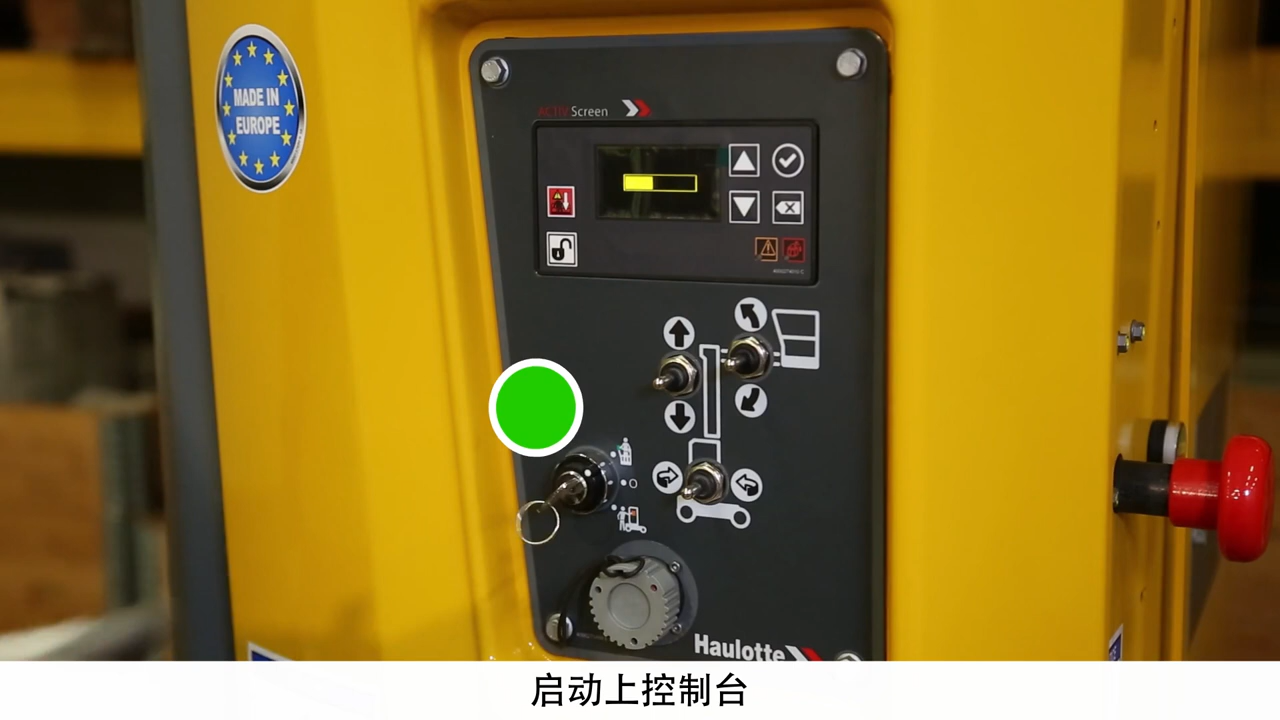 MADE IN
EUROPE
ACTIV Screen
Haulotte
启动上控制台